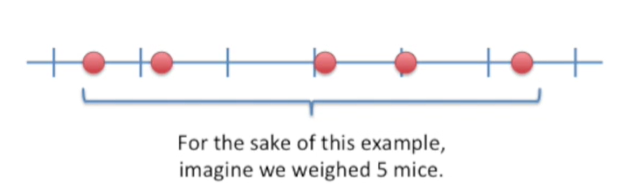 For the sake of this example,
imagine we weighed 5 mice.